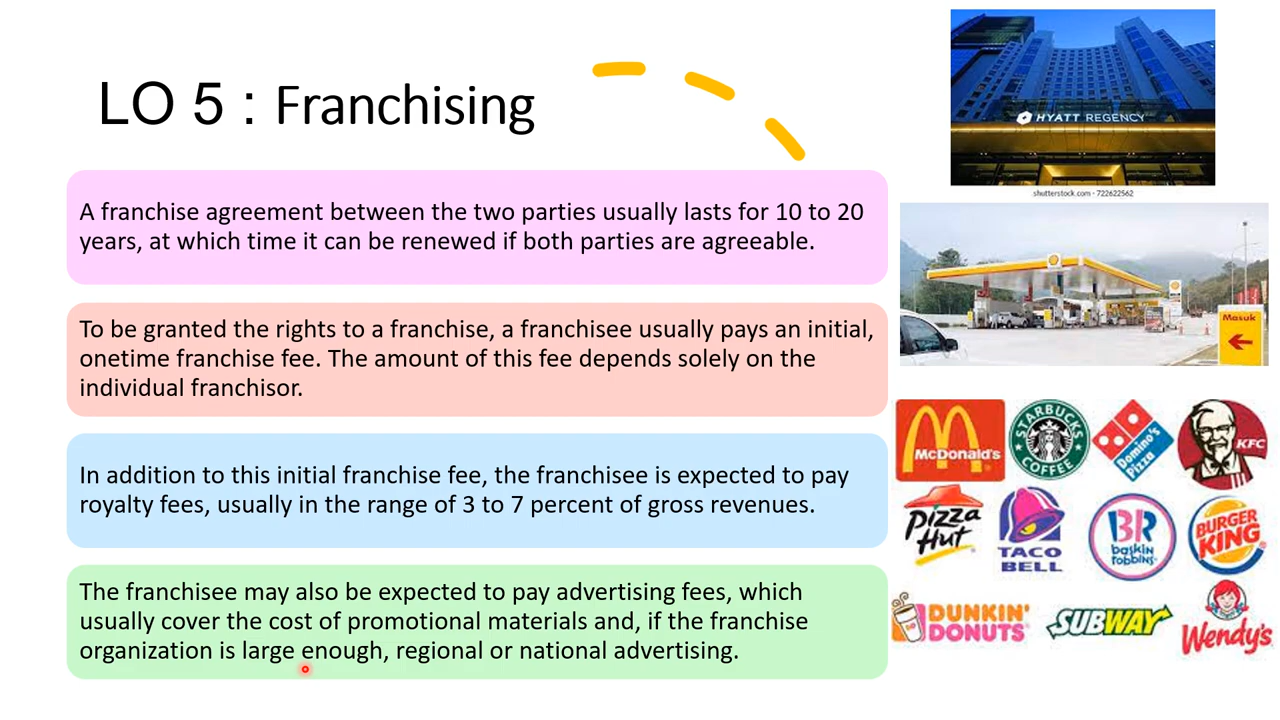 LO 5 : Franchising
A franchise agreement between the two parties usually lasts for 10 to 20
years, at which time it can be renewed if both parties are agreeable.
To be granted the rights to a franchise, a franchisee usually pays an initial,
onetime franchise fee. The amount of this fee depends solely on the
individual franchisor.
In addition to this initial franchise fee, the franchisee is expected to pay
royalty fees, usually in the range of 3 to 7 percent of gross revenues.
The franchisee may also be expected to pay advertising fees, which
usually cover the cost of promotional materials and, if the franchise
organization is large enough, regional or national advertising.
HYATT REGENCY
shutterstock.com · 722622562
Masuk
McDonald's
STARBUCKS
COFFEE
Domino's
Pizza
KFC
Pizza
Hut
TACO
BELL
BR
baskin
robbins
BURGER
KING
DUNKIN'
DONUTS
SUBWAY
Wendy's